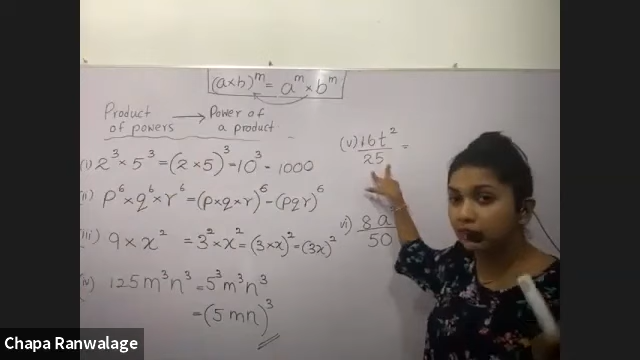 (a×b)^m = a^m × b^m
Product of powers → Power of a product
(i) 2^3 × 5^3 = (2 × 5)^3 = 10^3 = 1000
(ii) p^6 × q^6 × r^6 = (p×q×r)^6 = (pqr)^6
(iii) 9 × x^2 = 3^2 × x^2 = (3 × x)^2 = (3x)^2
(iv) 125 m^3 n^3 = 5^3 m^3 n^3
= (5mn)^3
(v) 16t^2 =
25
vi) 8a
50
Chapa Ranwalage